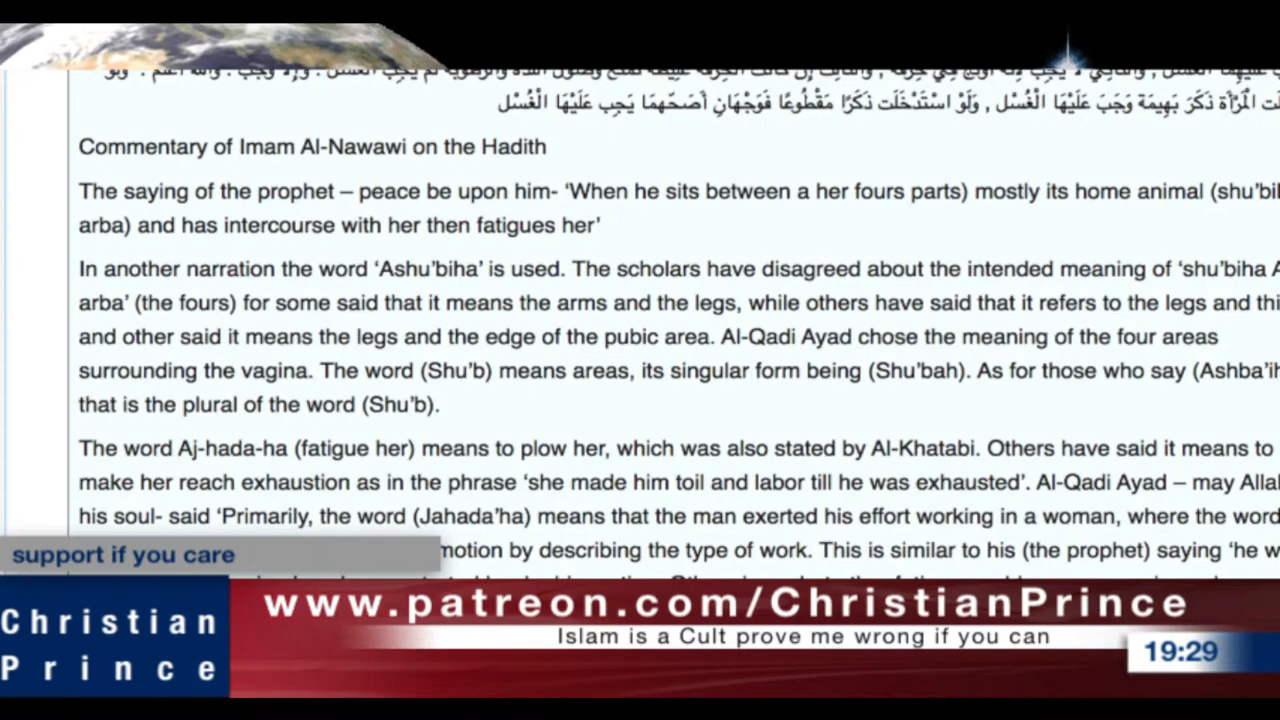 المَرْأَة ذَكَرَ بَهِيمَة وَجَبَ عَلَيْهَا الْغُسْل , وَلَوْ اسْتَدْخَلَت ذَكَرًا مَقْطُوعًا فَوَجْهَانِ أَصَحّهمَا يَجِب عَلَيْهَا الْغُسْل
Commentary of Imam Al-Nawawi on the Hadith
The saying of the prophet – peace be upon him- ‘When he sits between a her fours parts) mostly its home animal (shu’bil
arba) and has intercourse with her then fatigues her’
In another narration the word ‘Ashu’biha’ is used. The scholars have disagreed about the intended meaning of ‘shu’biha A
arba’ (the fours) for some said that it means the arms and the legs, while others have said that it refers to the legs and thi
and other said it means the legs and the edge of the pubic area. Al-Qadi Ayad chose the meaning of the four areas
surrounding the vagina. The word (Shu’b) means areas, its singular form being (Shu’bah). As for those who say (Ashba’ih
that is the plural of the word (Shu’b).
The word Aj-hada-ha (fatigue her) means to plow her, which was also stated by Al-Khatabi. Others have said it means to
make her reach exhaustion as in the phrase ‘she made him toil and labor till he was exhausted’. Al-Qadi Ayad – may Allal
his soul- said ‘Primarily, the word (Jahada’ha) means that the man exerted his effort working in a woman, where the word
motion by describing the type of work. This is similar to his (the prophet) saying ‘he w
support if you care
www.patreon.com/ChristianPrince
Islam is a Cult prove me wrong if you can
Christian
Prince
19:29